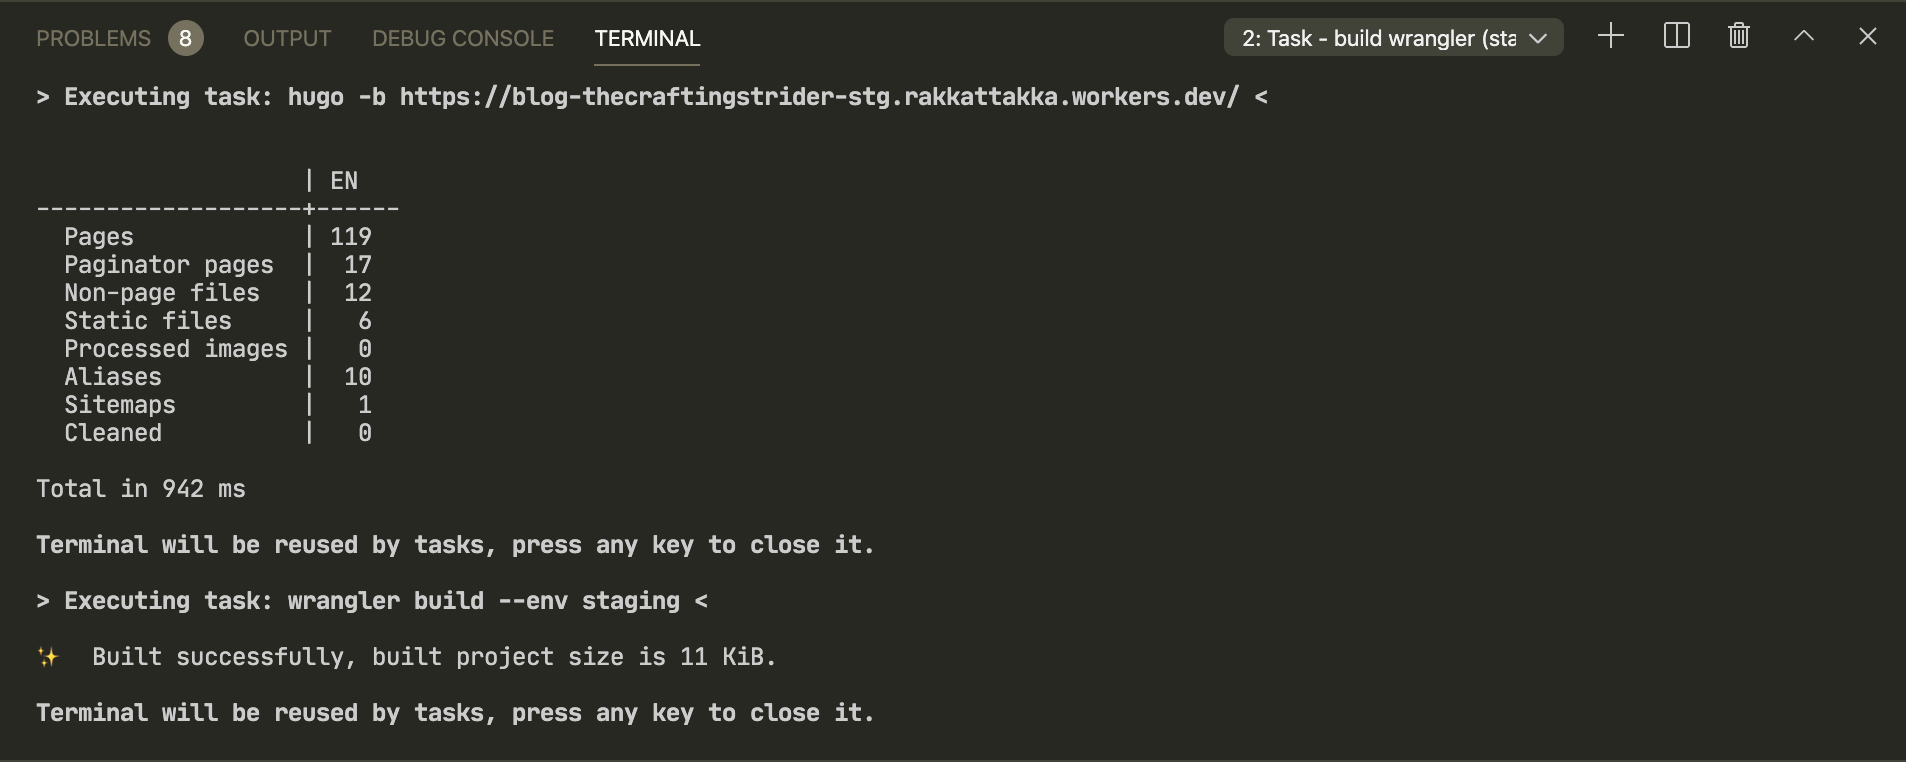 PROBLEMS 8 OUTPUT DEBUG CONSOLE TERMINAL 2: Task - build wrangler (sta
> Executing task: hugo -b https://blog-thecraftingstrider-stg.rakkattakka.workers.dev/ <
                   | EN
-------------------+------
  Pages            | 119
  Paginator pages  |  17
  Non-page files   |  12
  Static files     |   6
  Processed images |   0
  Aliases          |  10
  Sitemaps         |   1
  Cleaned          |   0
Total in 942 ms
Terminal will be reused by tasks, press any key to close it.
> Executing task: wrangler build --env staging <
✨  Built successfully, built project size is 11 KiB.
Terminal will be reused by tasks, press any key to close it.